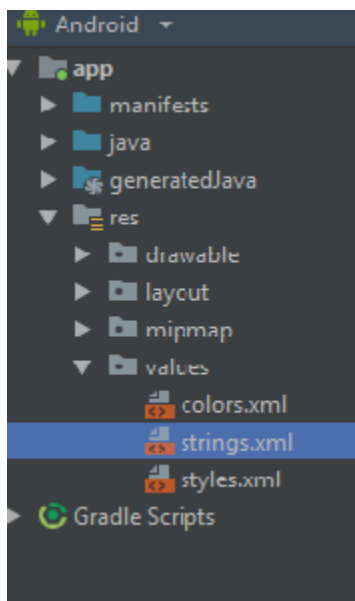 Android
app
manifests
java
generatedJava
res
drawable
layout
mipmap
values
colors.xml
strings.xml
styles.xml
Gradle Scripts